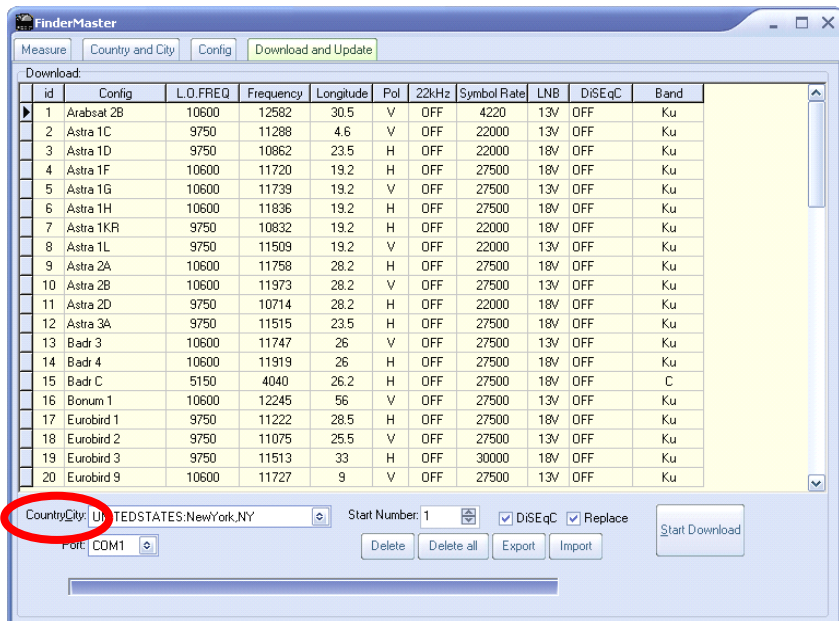 FinderMaster
Measure Country and City Config Download and Update
Download:
id Config L.O.FREQ Frequency Longitude Pol 22kHz Symbol Rate LNB DiSEqC Band
1 Arabsat 2B 10600 12582 30.5 V OFF 4220 13V OFF Ku
2 Astra 1C 9750 11288 4.6 V OFF 22000 13V OFF Ku
3 Astra 1D 9750 10862 23.5 H OFF 22000 18V OFF Ku
4 Astra 1F 10600 11720 19.2 H OFF 27500 18V OFF Ku
5 Astra 1G 10600 11739 19.2 V OFF 27500 13V OFF Ku
6 Astra 1H 10600 11836 19.2 H OFF 27500 18V OFF Ku
7 Astra 1KR 9750 10832 19.2 H OFF 22000 18V OFF Ku
8 Astra 1L 9750 11509 19.2 V OFF 22000 13V OFF Ku
9 Astra 2A 10600 11758 28.2 H OFF 27500 18V OFF Ku
10 Astra 2B 10600 11973 28.2 V OFF 27500 13V OFF Ku
11 Astra 2D 9750 10714 28.2 H OFF 22000 18V OFF Ku
12 Astra 3A 9750 11515 23.5 H OFF 27500 18V OFF Ku
13 Badr 3 10600 11747 26 V OFF 27500 13V OFF Ku
14 Badr 4 10600 11919 26 H OFF 27500 18V OFF Ku
15 Badr C 5150 4040 26.2 H OFF 27500 18V OFF C
16 Bonum 1 10600 12245 56 V OFF 27500 13V OFF Ku
17 Eurobird 1 9750 11222 28.5 H OFF 27500 18V OFF Ku
18 Eurobird 2 9750 11075 25.5 V OFF 27500 13V OFF Ku
19 Eurobird 3 9750 11513 33 H OFF 30000 18V OFF Ku
20 Eurobird 9 10600 11727 9 V OFF 27500 13V OFF Ku
CountryCity: UNITEDSTATES:NewYork,NY Start Number: 1 DiSEqC Replace Start Download
Port: COM1 Delete Delete all Export Import